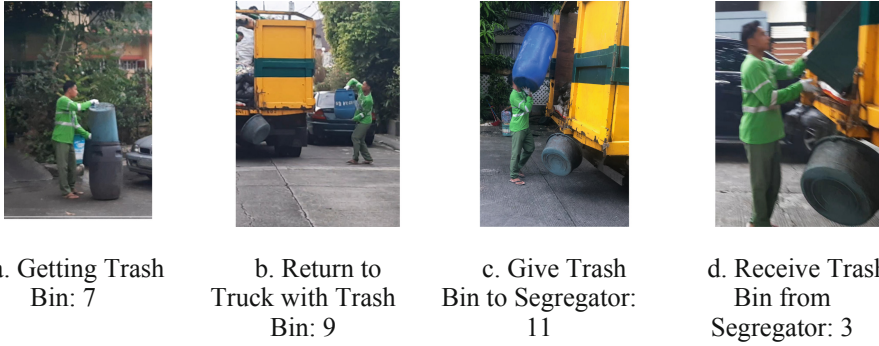 a. Getting Trash
Bin: 7
b. Return to
Truck with Trash
Bin: 9
c. Give Trash
Bin to Segregator:
11
d. Receive Trash
Bin from
Segregator: 3